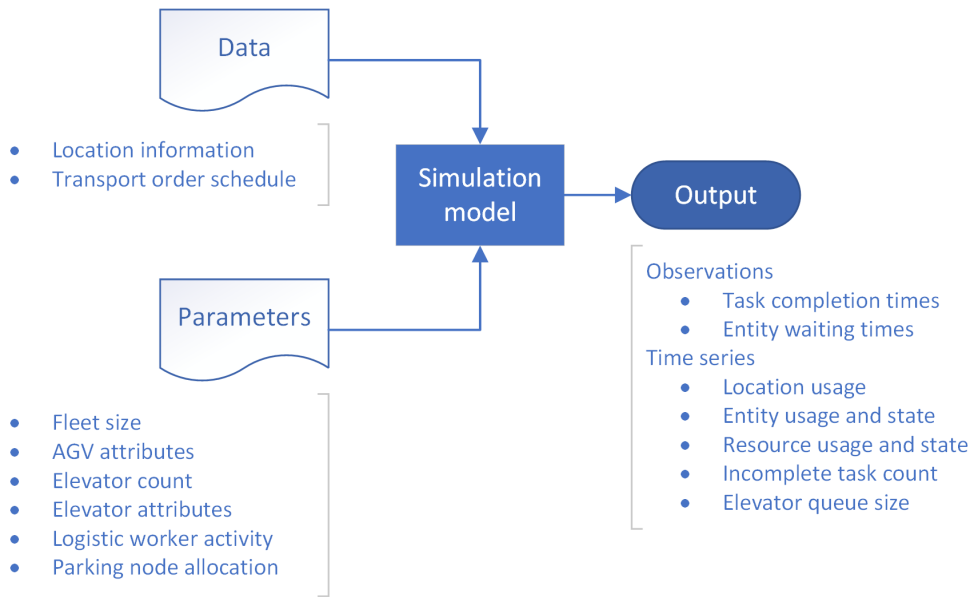 Data
Location information
Transport order schedule
Simulation
model
Output
Parameters
Fleet size
AGV attributes
Elevator count
Elevator attributes
Logistic worker activity
Parking node allocation
Observations
Task completion times
Entity waiting times
Time series
Location usage
Entity usage and state
Resource usage and state
Incomplete task count
Elevator queue size